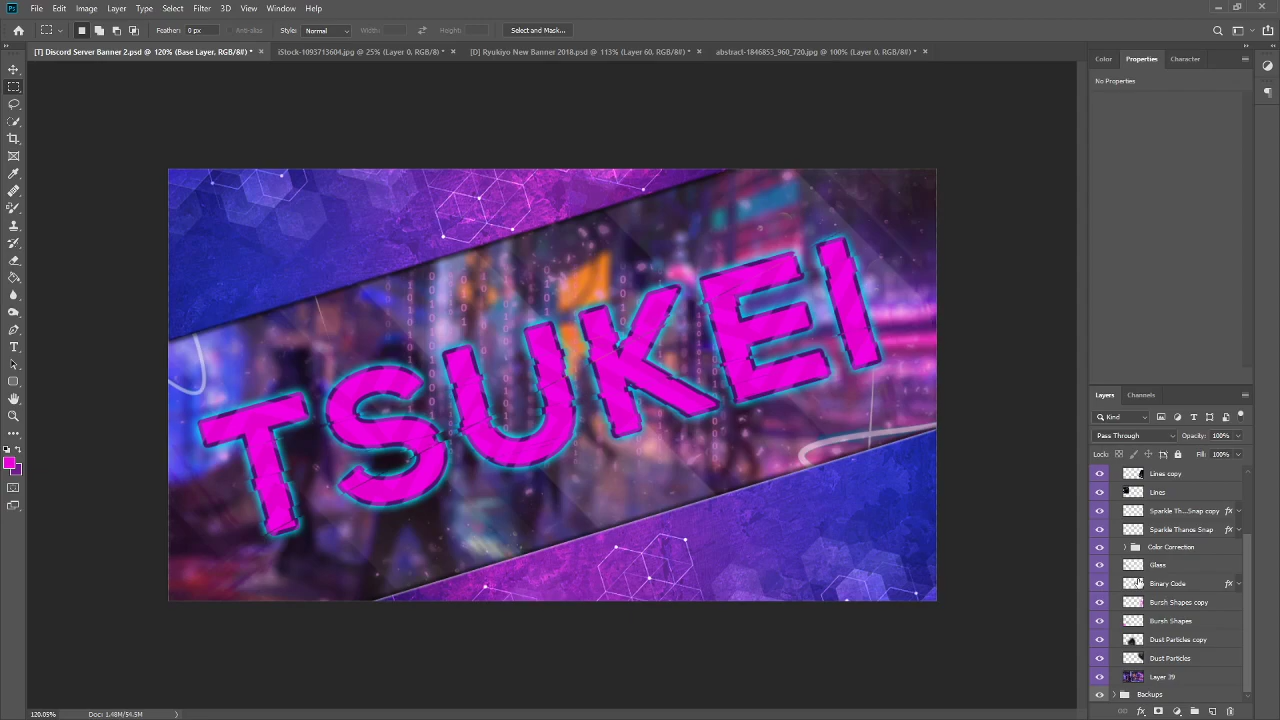 Ps File Edit Image Layer Type Select Filter 3D View Window Help
Feather: 0 px Anti-alias Style: Normal Width: Height: Select and Mask...
[T] Discord Server Banner 2.psd @ 120% (Base Layer, RGB/8#) * × iStock-1093713604.jpg @ 25% (Layer 0, RGB/8) * × [D] Ryukiyo New Banner 2018.psd @ 113% (Layer 60, RGB/8#) * × abstract-1846853_960_720.jpg @ 100% (Layer 0, RGB/8#) * ×
Color Properties Character
No Properties
TSUKEI
Layers Channels
Kind
Pass Through Opacity: 100%
Lock: Fill: 100%
Lines copy
Lines
Sparkle Th...Snap copy fx
Sparkle Thanos Snap fx
Color Correction
Glass
Binary Code fx
Bursh Shapes copy
Bursh Shapes
Dust Particles copy
Dust Particles
Layer 39
Backups
120.05% Doc: 1.48M/54.5M